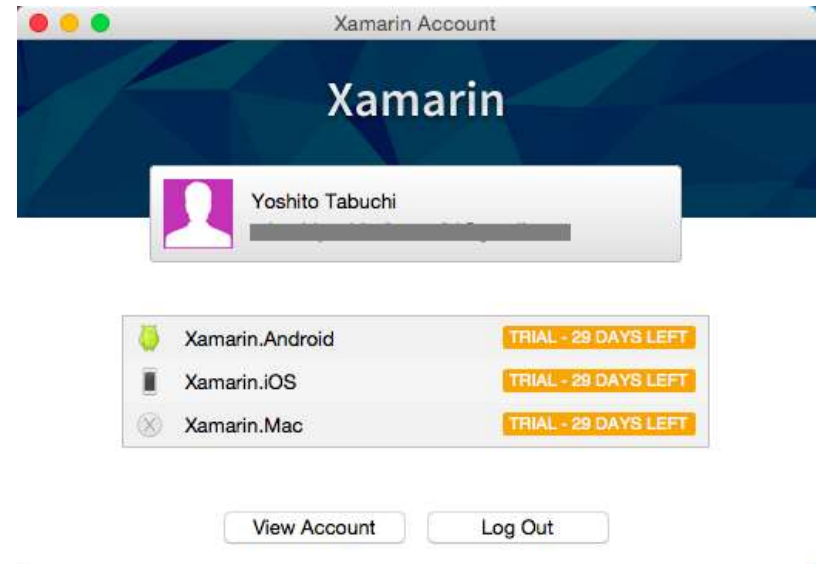 Xamarin Account
Xamarin
Yoshito Tabuchi
Xamarin.Android TRIAL - 29 DAYS LEFT
Xamarin.iOS TRIAL - 29 DAYS LEFT
Xamarin.Mac TRIAL - 29 DAYS LEFT
View Account Log Out